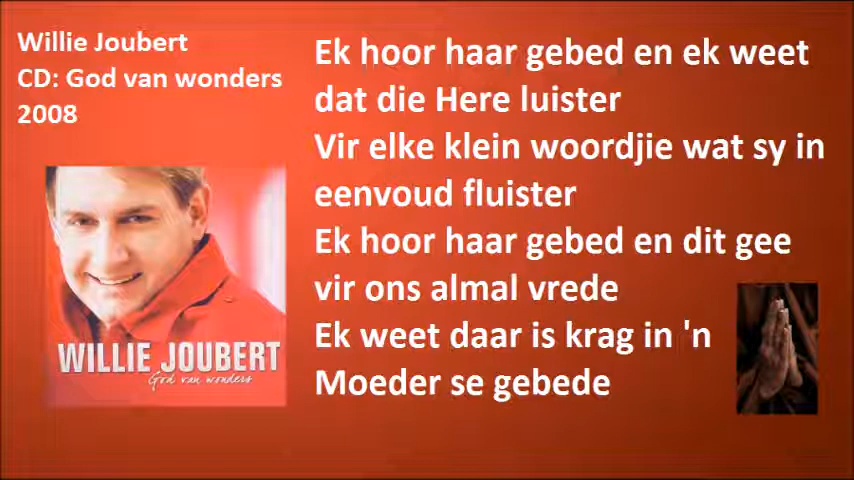 Willie Joubert
CD: God van wonders
2008
Ek hoor haar gebed en ek weet
dat die Here luister
Vir elke klein woordjie wat sy in
eenvoud fluister
Ek hoor haar gebed en dit gee
vir ons almal vrede
Ek weet daar is krag in 'n
Moeder se gebede
WILLIE JOUBERT
God van wonders